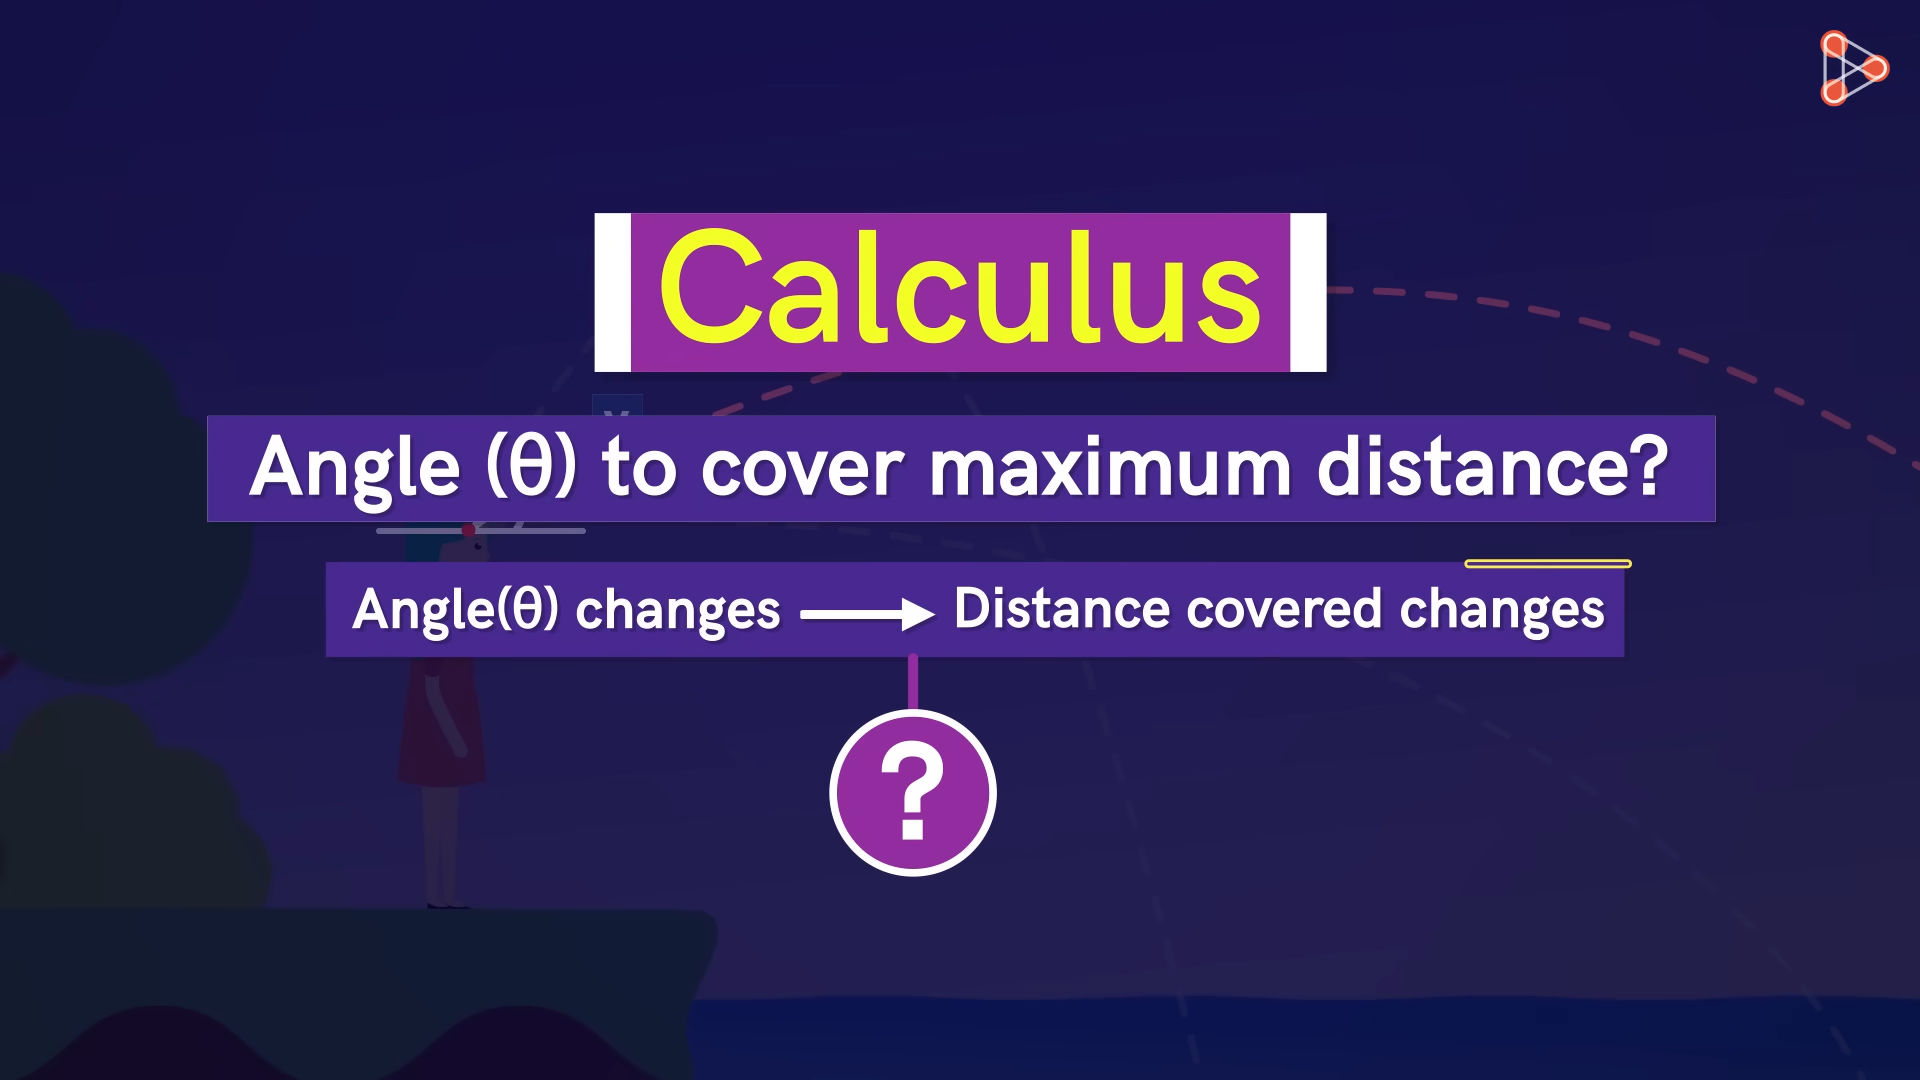 Calculus
Angle (θ) to cover maximum distance?
Angle(θ) changes → Distance covered changes
?